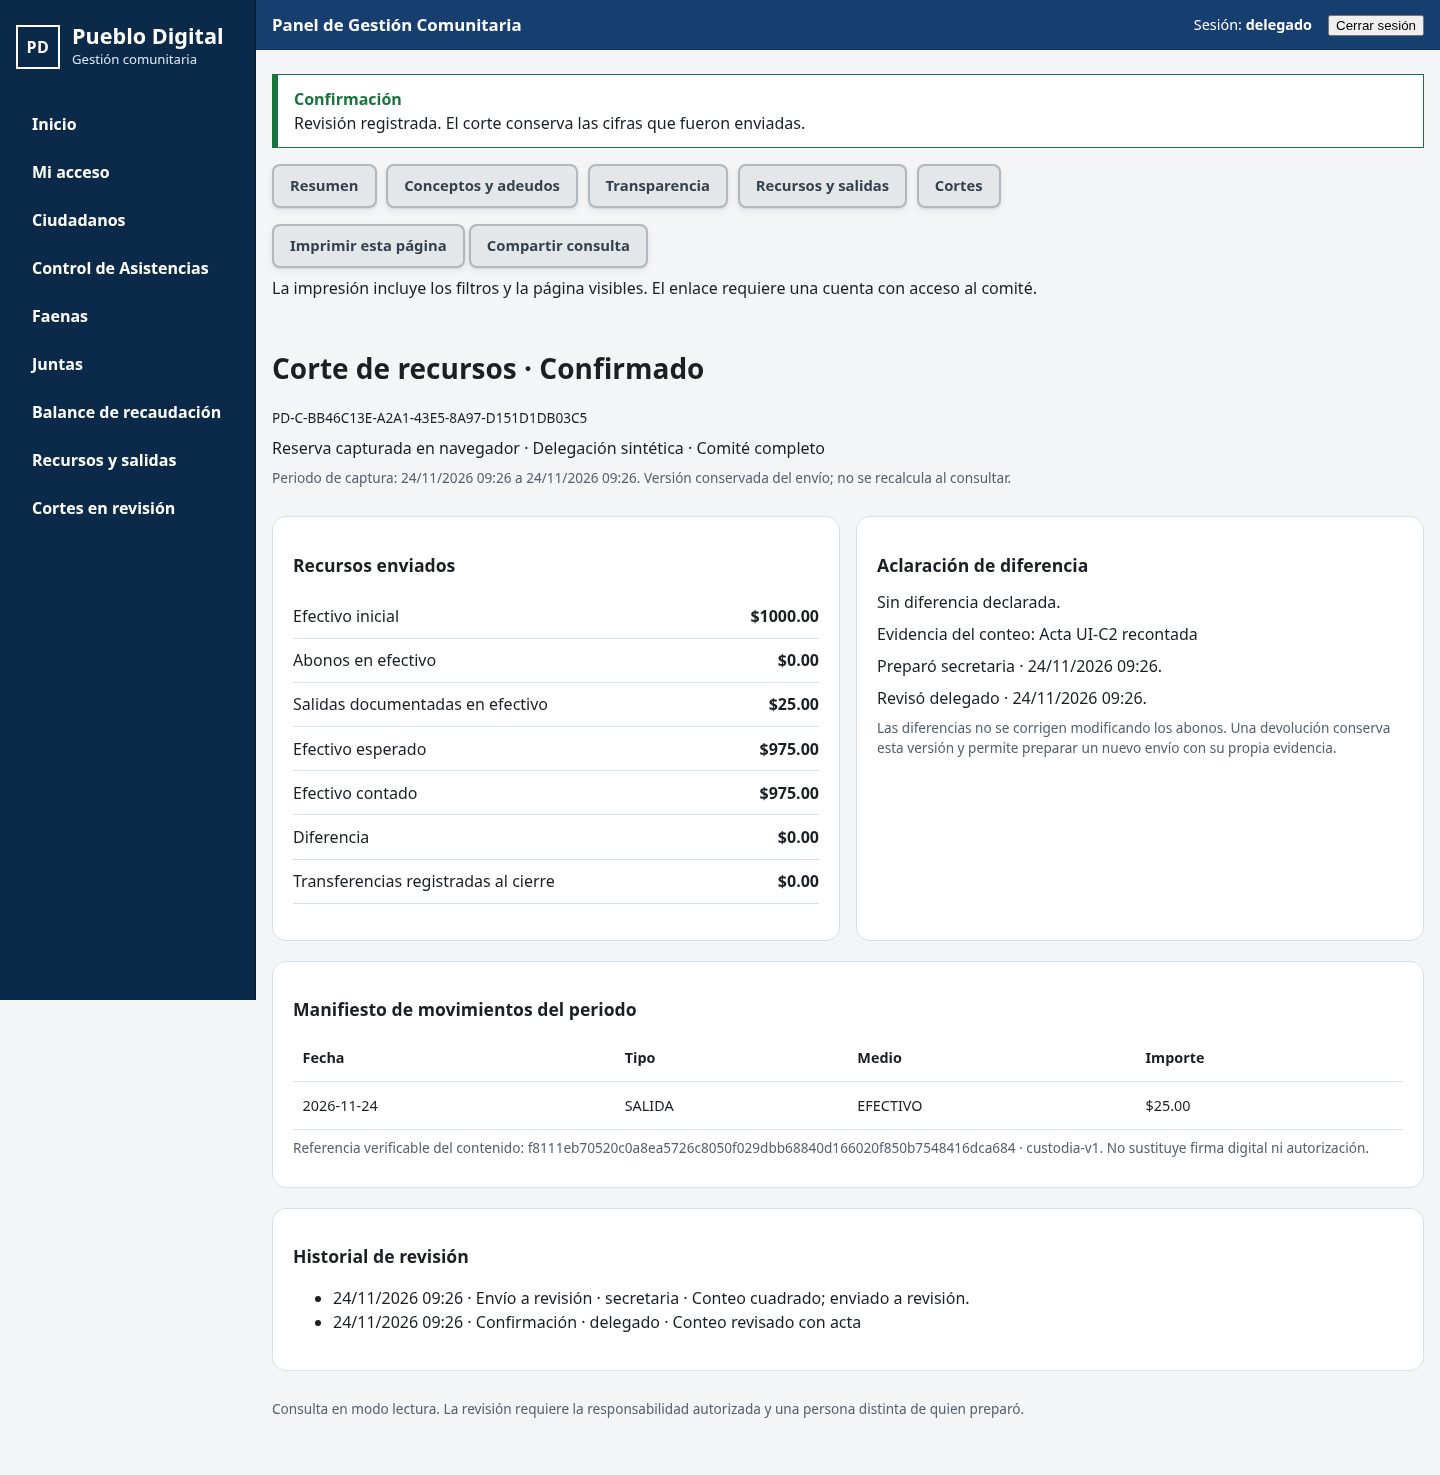 PD
Pueblo Digital
Gestión comunitaria
Inicio
Mi acceso
Ciudadanos
Control de Asistencias
Faenas
Juntas
Balance de recaudación
Recursos y salidas
Cortes en revisión
Panel de Gestión Comunitaria
Sesión: delegado
Cerrar sesión
Confirmación
Revisión registrada. El corte conserva las cifras que fueron enviadas.
Resumen
Conceptos y adeudos
Transparencia
Recursos y salidas
Cortes
Imprimir esta página
Compartir consulta
La impresión incluye los filtros y la página visibles. El enlace requiere una cuenta con acceso al comité.
Corte de recursos · Confirmado
PD-C-BB46C13E-A2A1-43E5-8A97-D151D1DB03C5
Reserva capturada en navegador · Delegación sintética · Comité completo
Periodo de captura: 24/11/2026 09:26 a 24/11/2026 09:26. Versión conservada del envío; no se recalcula al consultar.
Recursos enviados
Efectivo inicial $1000.00
Abonos en efectivo $0.00
Salidas documentadas en efectivo $25.00
Efectivo esperado $975.00
Efectivo contado $975.00
Diferencia $0.00
Transferencias registradas al cierre $0.00
Aclaración de diferencia
Sin diferencia declarada.
Evidencia del conteo: Acta UI-C2 recontada
Preparó secretaria · 24/11/2026 09:26.
Revisó delegado · 24/11/2026 09:26.
Las diferencias no se corrigen modificando los abonos. Una devolución conserva
esta versión y permite preparar un nuevo envío con su propia evidencia.
Manifiesto de movimientos del periodo
Fecha Tipo Medio Importe
2026-11-24 SALIDA EFECTIVO $25.00
Referencia verificable del contenido: f8111eb70520c0a8ea5726c8050f029dbb68840d166020f850b7548416dca684 · custodia-v1. No sustituye firma digital ni autorización.
Historial de revisión
• 24/11/2026 09:26 · Envío a revisión · secretaria · Conteo cuadrado; enviado a revisión.
• 24/11/2026 09:26 · Confirmación · delegado · Conteo revisado con acta
Consulta en modo lectura. La revisión requiere la responsabilidad autorizada y una persona distinta de quien preparó.